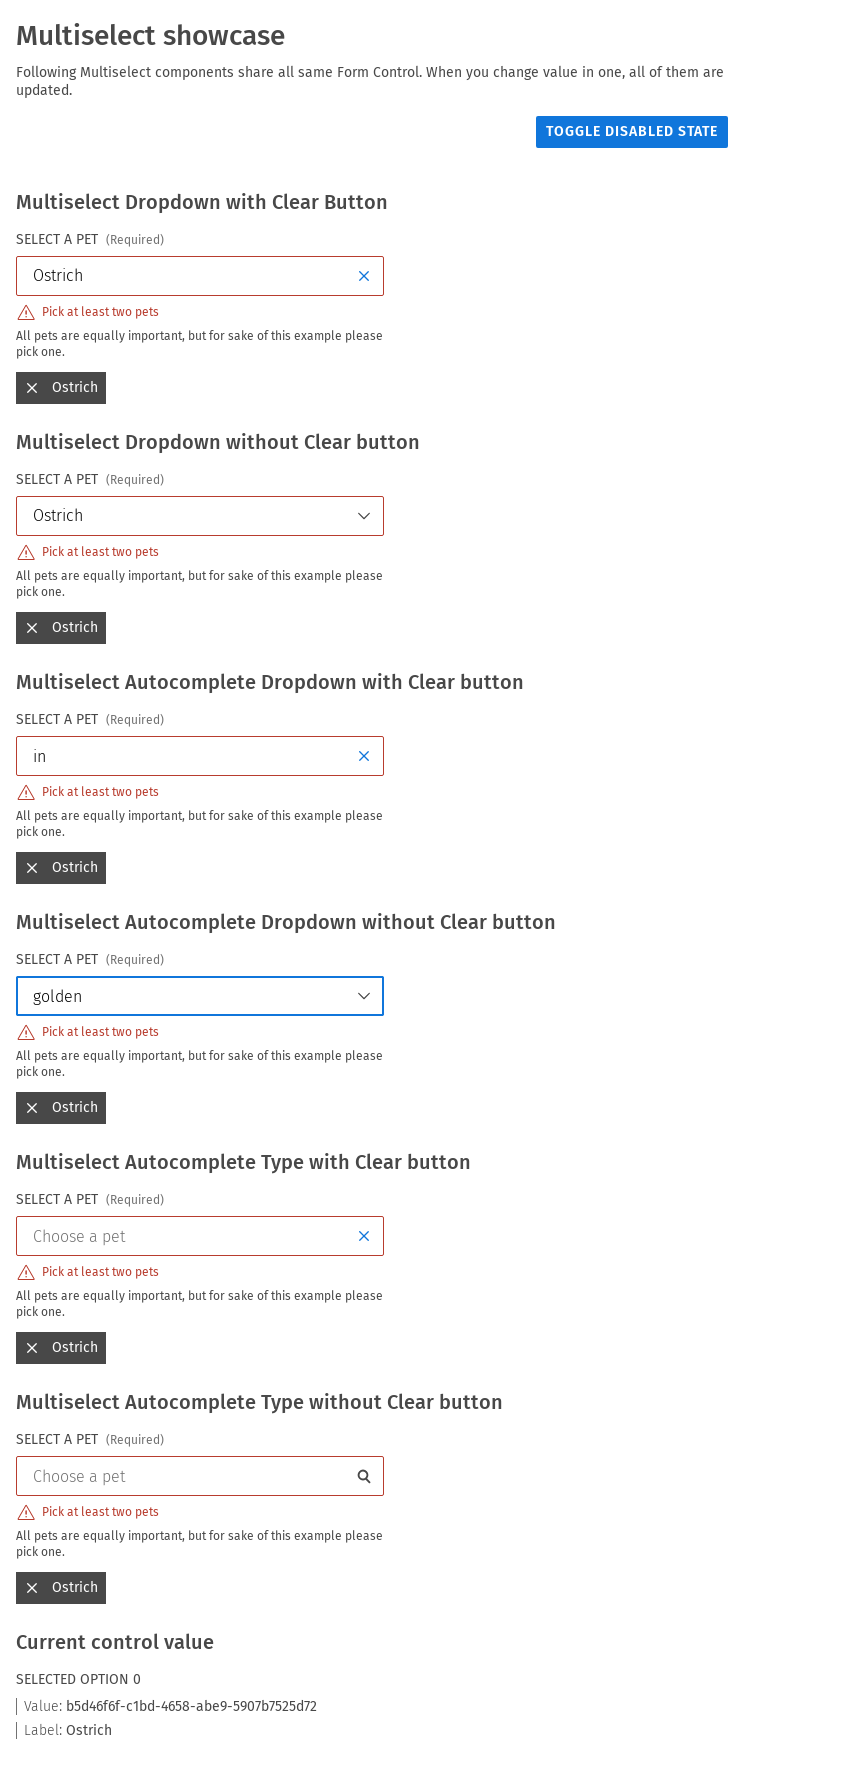 Multiselect showcase
Following Multiselect components share all same Form Control. When you change value in one, all of them are
updated.
TOGGLE DISABLED STATE
Multiselect Dropdown with Clear Button
SELECT A PET (Required)
Ostrich
Pick at least two pets
All pets are equally important, but for sake of this example please
pick one.
Ostrich
Multiselect Dropdown without Clear button
SELECT A PET (Required)
Ostrich
Pick at least two pets
All pets are equally important, but for sake of this example please
pick one.
Ostrich
Multiselect Autocomplete Dropdown with Clear button
SELECT A PET (Required)
in
Pick at least two pets
All pets are equally important, but for sake of this example please
pick one.
Ostrich
Multiselect Autocomplete Dropdown without Clear button
SELECT A PET (Required)
golden
Pick at least two pets
All pets are equally important, but for sake of this example please
pick one.
Ostrich
Multiselect Autocomplete Type with Clear button
SELECT A PET (Required)
Choose a pet
Pick at least two pets
All pets are equally important, but for sake of this example please
pick one.
Ostrich
Multiselect Autocomplete Type without Clear button
SELECT A PET (Required)
Choose a pet
Pick at least two pets
All pets are equally important, but for sake of this example please
pick one.
Ostrich
Current control value
SELECTED OPTION 0
Value: b5d46f6f-c1bd-4658-abe9-5907b7525d72
Label: Ostrich